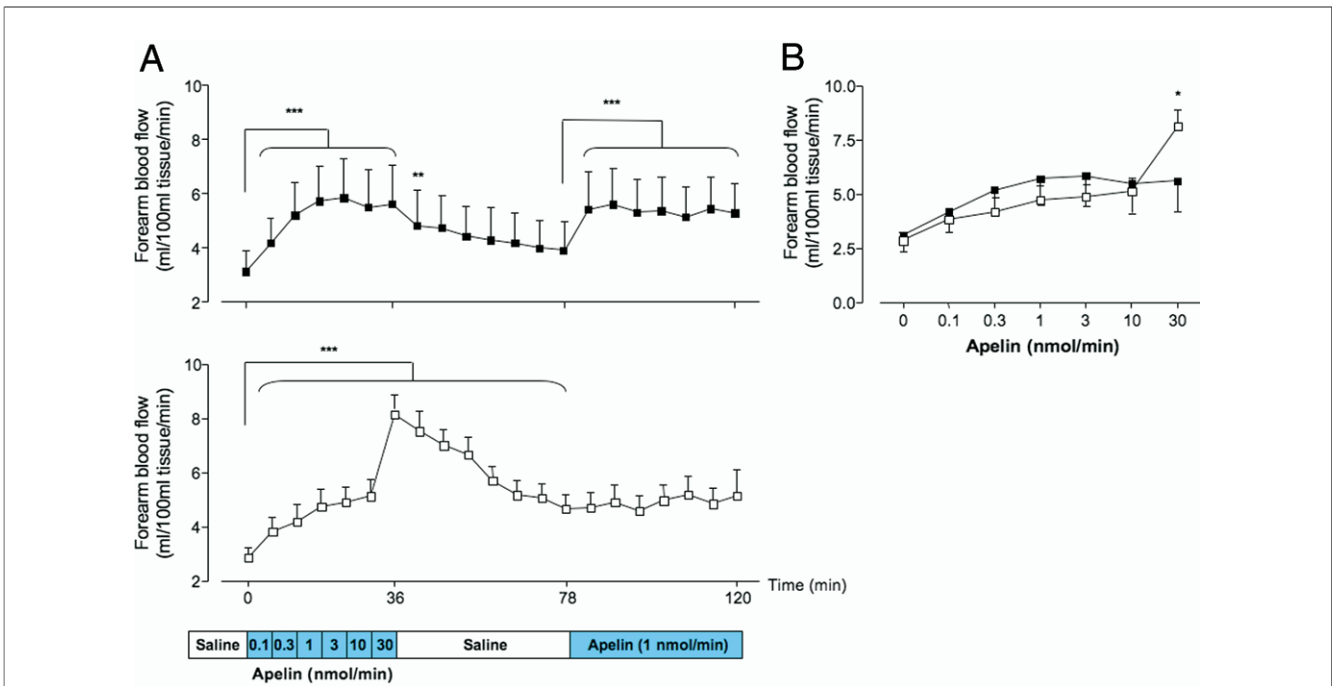 A
Forearm blood flow
(ml/100ml tissue/min)
10
8
6
4
2
***
**
***
B
Forearm blood flow
(ml/100ml tissue/min)
10.0
7.5
5.0
2.5
0.0
*
0 0.1 0.3 1 3 10 30
Apelin (nmol/min)
Forearm blood flow
(ml/100ml tissue/min)
10
8
6
4
2
***
0 36 78 120
Time (min)
Saline 0.1 0.3 1 3 10 30 Saline Apelin (1 nmol/min)
Apelin (nmol/min)